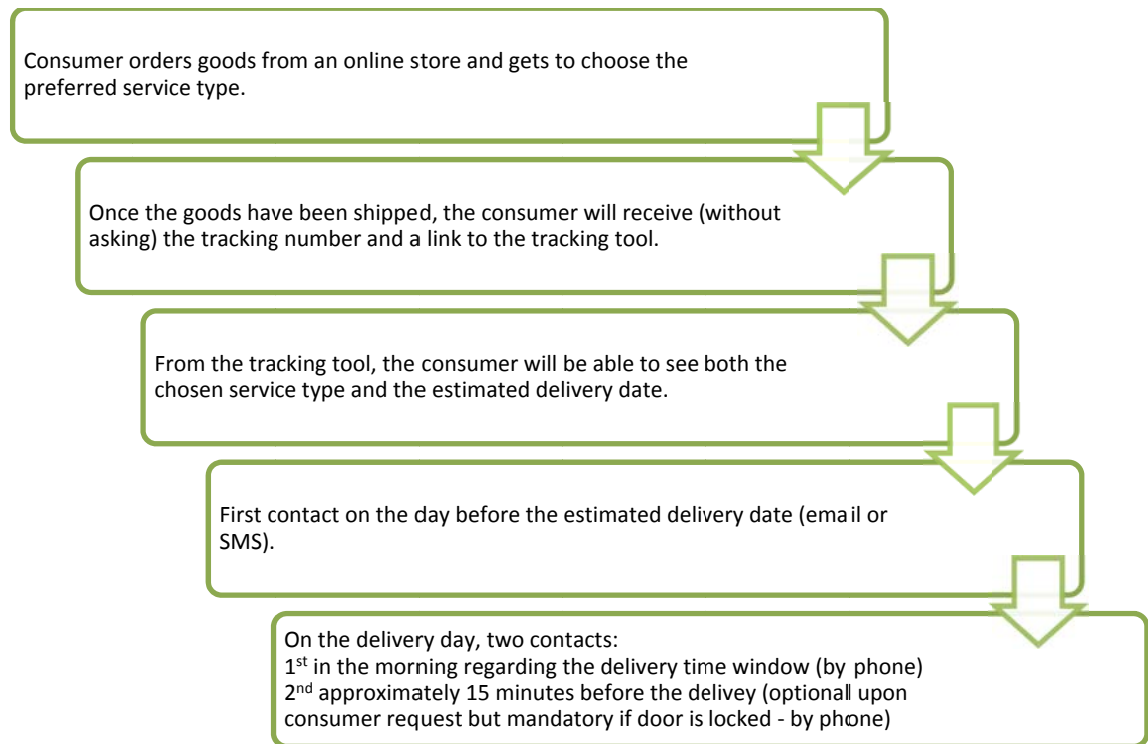 Consumer orders goods from an online store and gets to choose the
preferred service type.
Once the goods have been shipped, the consumer will receive (without
asking) the tracking number and a link to the tracking tool.
From the tracking tool, the consumer will be able to see both the
chosen service type and the estimated delivery date.
First contact on the day before the estimated delivery date (email or
SMS).
On the delivery day, two contacts:
1st in the morning regarding the delivery time window (by phone)
2nd approximately 15 minutes before the delivey (optional upon
consumer request but mandatory if door is locked - by phone)